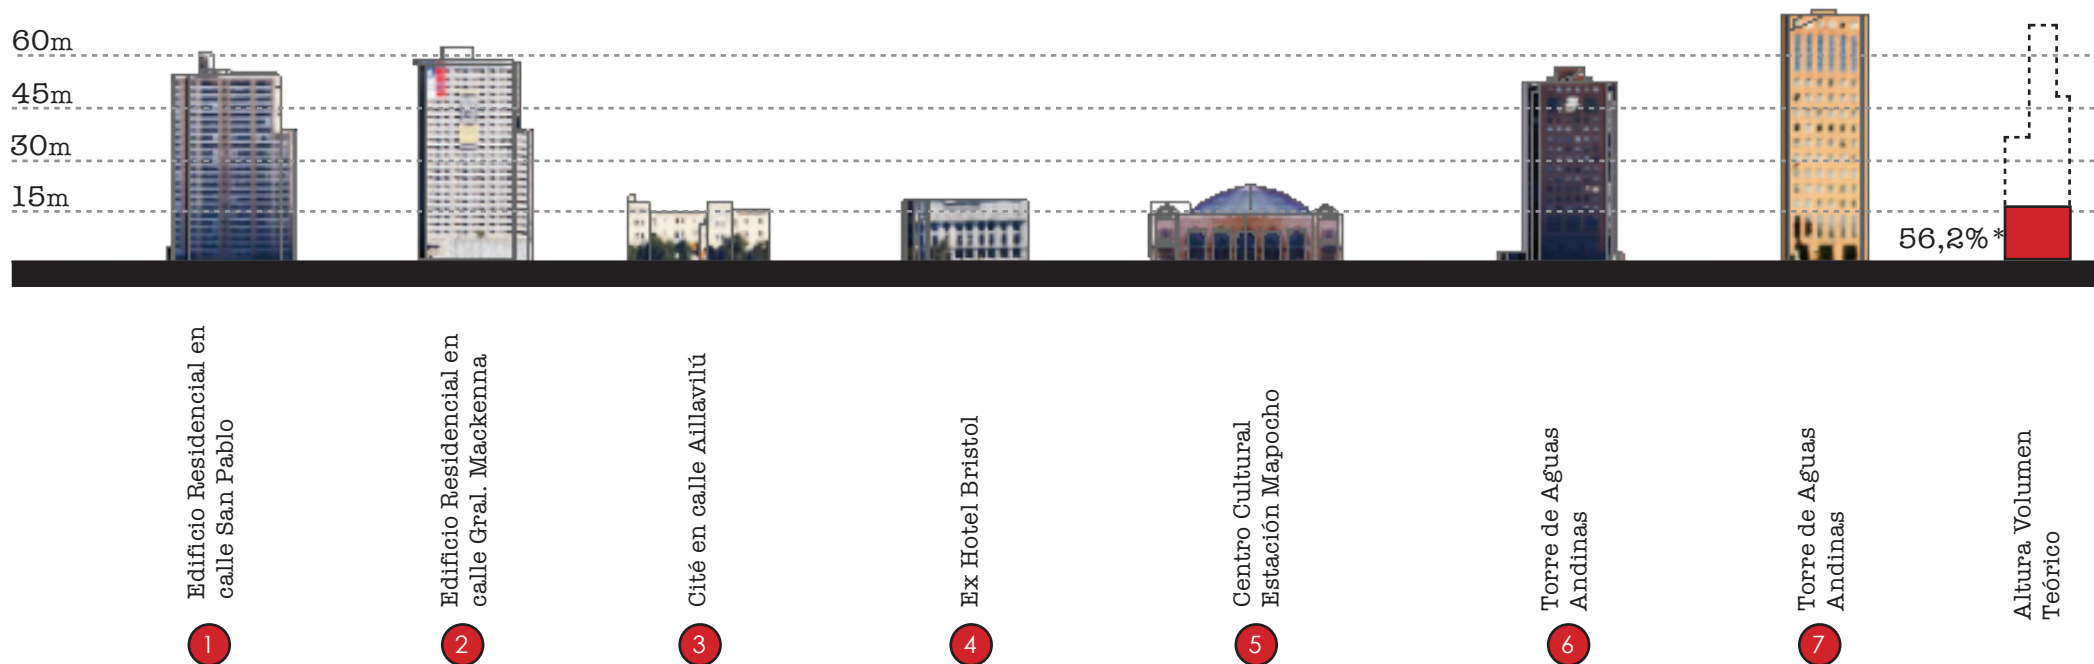 60m
45m
30m
15m
56,2%*
Edificio Residencial en
calle San Pablo
1
Edificio Residencial en
calle Gral. Mackenna
2
Cité en calle Aillavilú
3
Ex Hotel Bristol
4
Centro Cultural
Estación Mapocho
5
Torre de Aguas
Andinas
6
Torre de Aguas
Andinas
7
Altura Volumen
Teórico